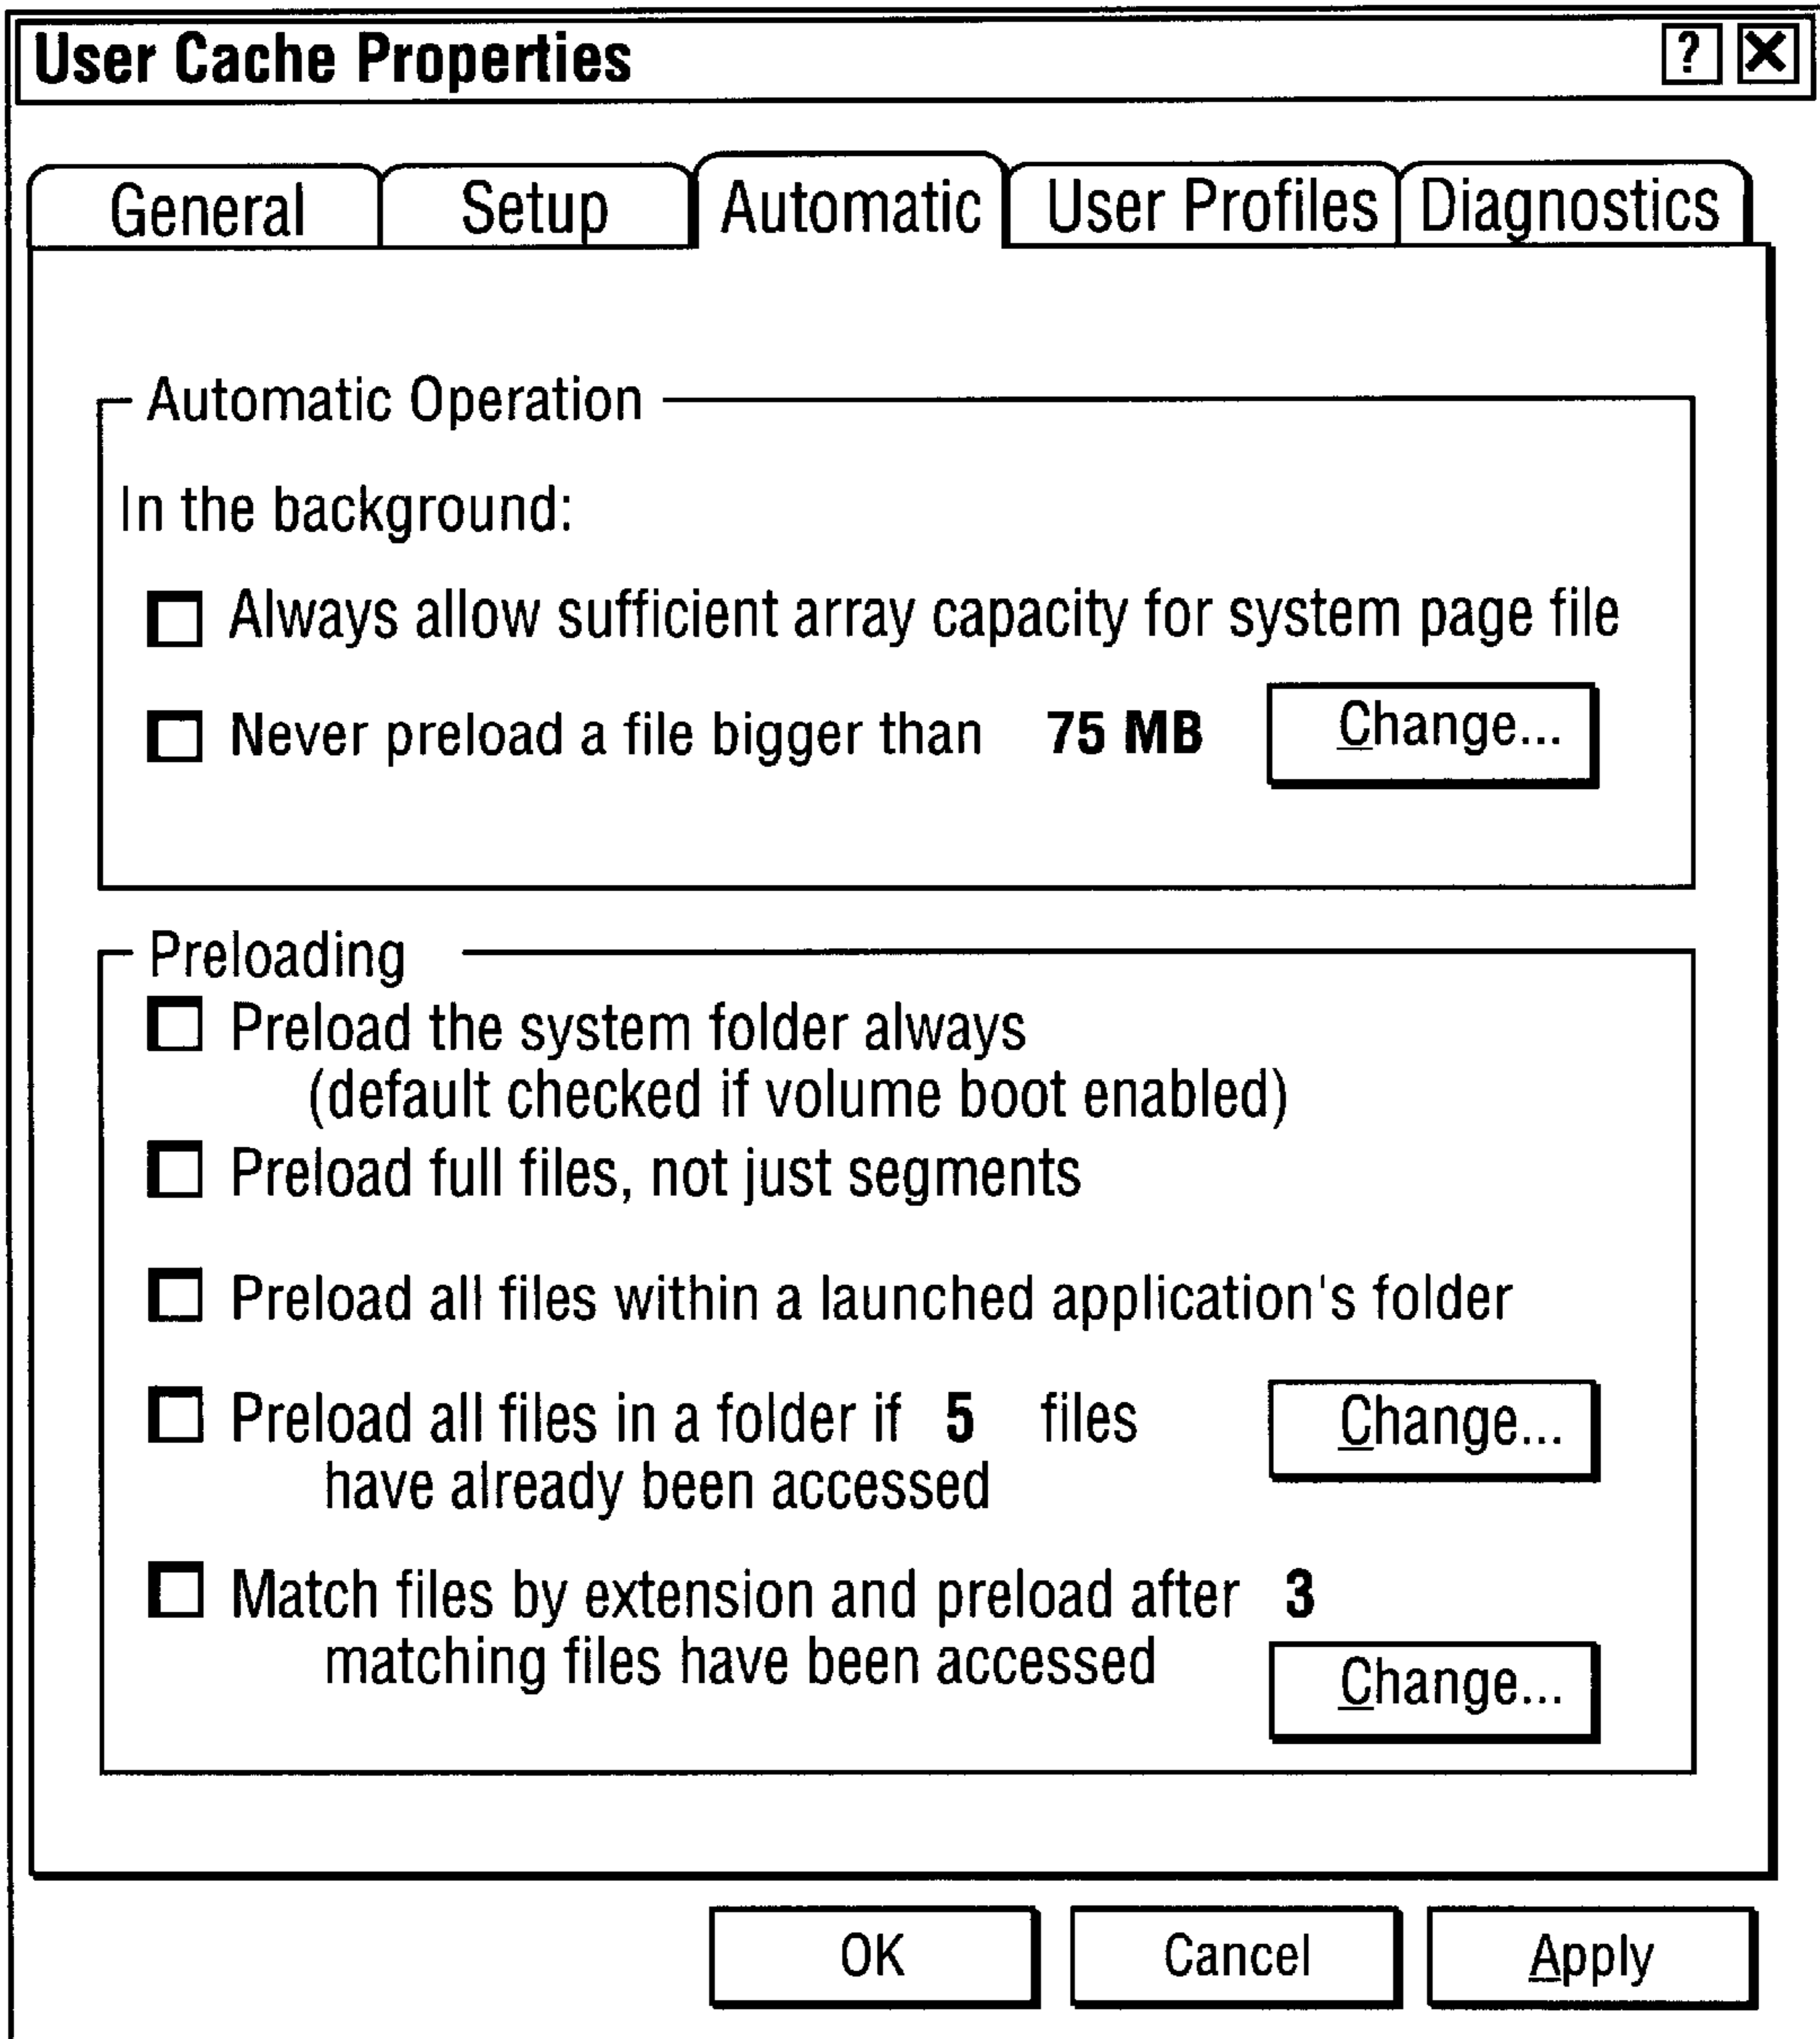 User Cache Properties ? X
General Setup Automatic User Profiles Diagnostics
Automatic Operation
In the background:
Always allow sufficient array capacity for system page file
Never preload a file bigger than 75 MB Change...
Preloading
Preload the system folder always
(default checked if volume boot enabled)
Preload full files, not just segments
Preload all files within a launched application's folder
Preload all files in a folder if 5 files Change...
have already been accessed
Match files by extension and preload after 3
matching files have been accessed Change...
OK Cancel Apply